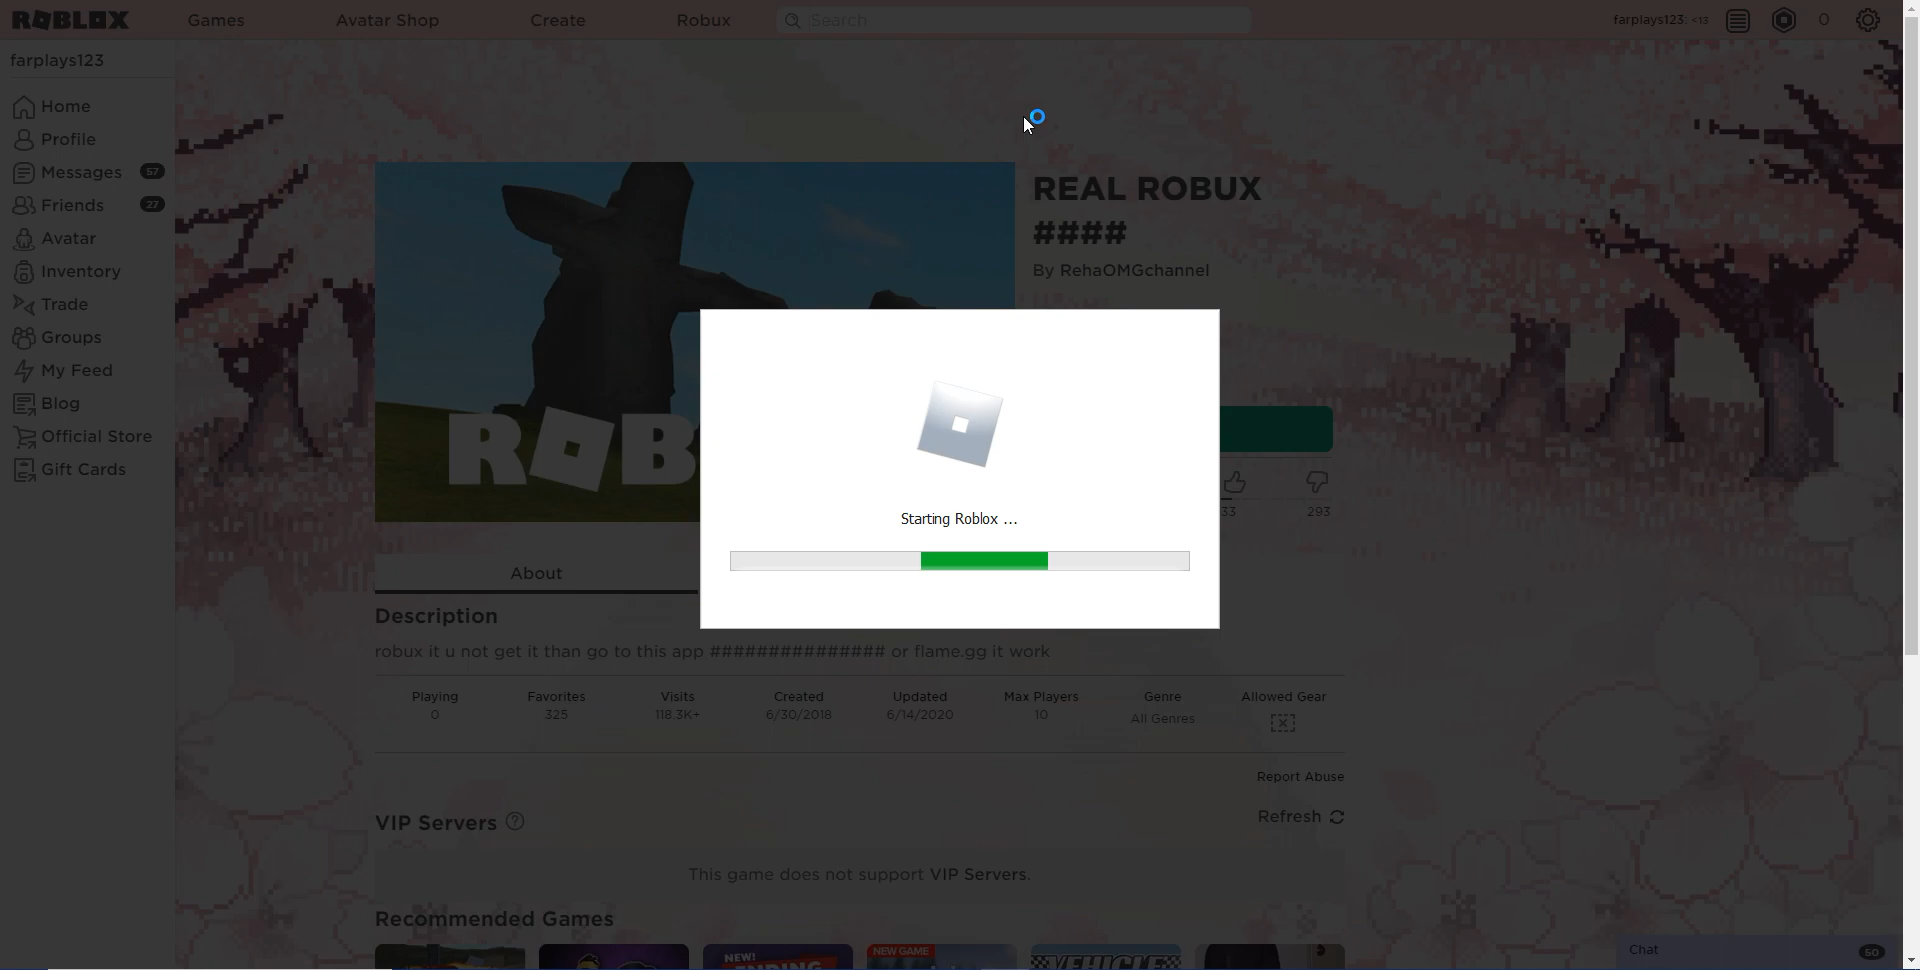 ROBLOX
Games
Avatar Shop
Create
Robux
Search
farplays123: <13
0
farplays123
Home
Profile
Messages 57
Friends 27
Avatar
Inventory
Trade
Groups
My Feed
Blog
Official Store
Gift Cards
REAL ROBUX
####
By RehaOMGchannel
ROB
Starting Roblox ...
33
293
About
Description
robux it u not get it than go to this app ############### or flame.gg it work
Playing
0
Favorites
325
Visits
118.3K+
Created
6/30/2018
Updated
6/14/2020
Max Players
10
Genre
All Genres
Allowed Gear
Report Abuse
VIP Servers ?
Refresh
This game does not support VIP Servers.
Recommended Games
NEW!
ENDING
NEW GAME
VEHICLE
Chat
50